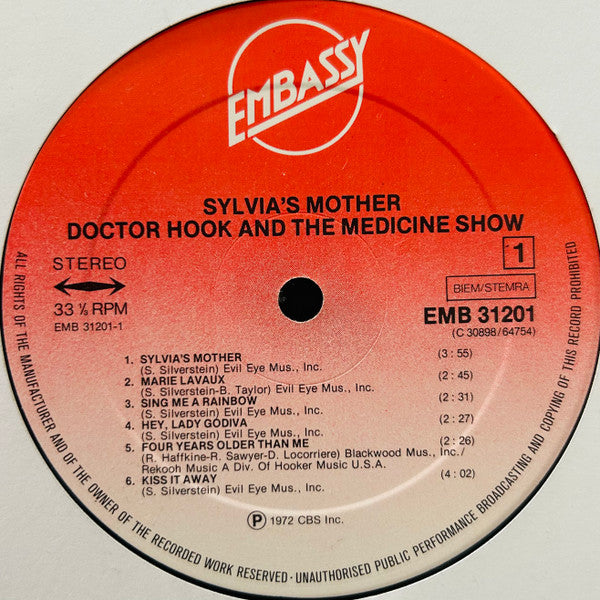 EMBASSY
SYLVIA'S MOTHER
DOCTOR HOOK AND THE MEDICINE SHOW
STEREO
1
33 ⅓ RPM
BIEM/STEMRA
EMB 31201-1
EMB 31201
(C 30898/64754)
1. SYLVIA'S MOTHER (3 : 55)
(S. Silverstein) Evil Eye Mus., Inc.
2. MARIE LAVAUX (2 : 45)
(S. Silverstein-B. Taylor) Evil Eye Mus., Inc.
3. SING ME A RAINBOW (2 : 31)
(S. Silverstein) Evil Eye Mus., Inc.
4. HEY, LADY GODIVA (2 : 27)
(S. Silverstein) Evil Eye Mus., Inc.
5 FOUR YEARS OLDER THAN ME (2 : 26)
(R. Haffkine-R. Sawyer-D. Locorriere) Blackwood Mus., Inc./
Rekooh Music A Div. Of Hooker Music U.S.A.
6. KISS IT AWAY (4 : 02)
(S. Silverstein) Evil Eye Mus., Inc.
Ⓟ 1972 CBS Inc.
ALL RIGHTS OF THE MANUFACTURER AND OF THE OWNER OF THE RECORDED WORK RESERVED · UNAUTHORISED PUBLIC PERFORMANCE BROADCASTING AND COPYING OF THIS RECORD PROHIBITED